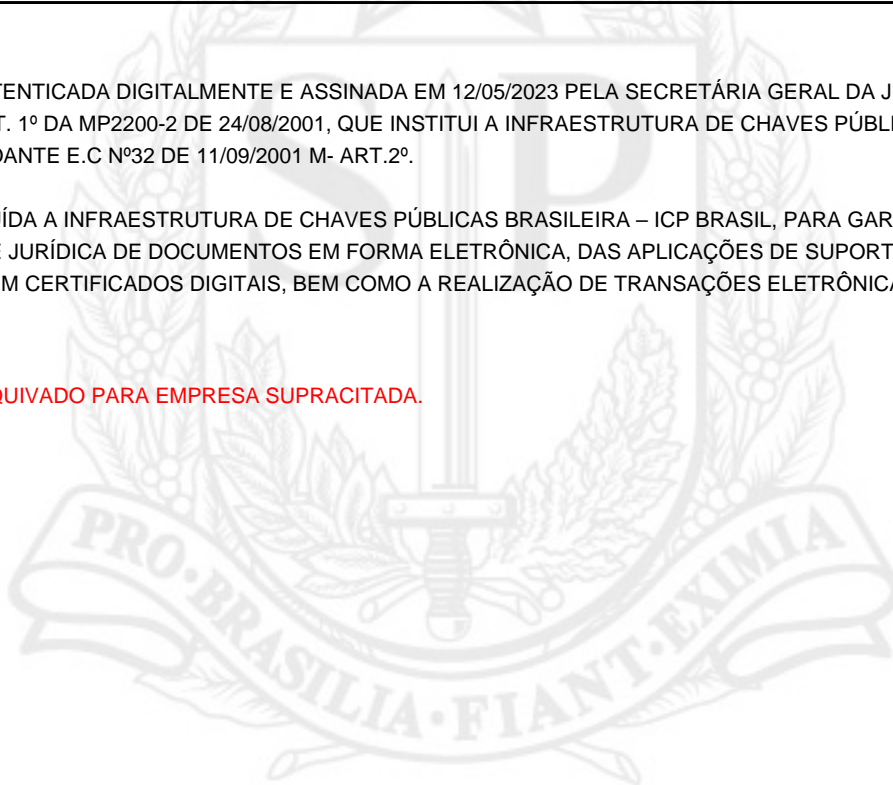 TENTICADA DIGITALMENTE E ASSINADA EM 12/05/2023 PELA SECRETÁRIA GERAL DA J
T. 1º DA MP2200-2 DE 24/08/2001, QUE INSTITUI A INFRAESTRUTURA DE CHAVES PÚBL
DANTE E.C Nº32 DE 11/09/2001 M- ART.2º.
ÍDA A INFRAESTRUTURA DE CHAVES PÚBLICAS BRASILEIRA – ICP BRASIL, PARA GAR
E JURÍDICA DE DOCUMENTOS EM FORMA ELETRÔNICA, DAS APLICAÇÕES DE SUPORT
M CERTIFICADOS DIGITAIS, BEM COMO A REALIZAÇÃO DE TRANSAÇÕES ELETRÔNICA
QUIVADO PARA EMPRESA SUPRACITADA.
SP
PRO·BRASILIA·FIANT·EXIMIA